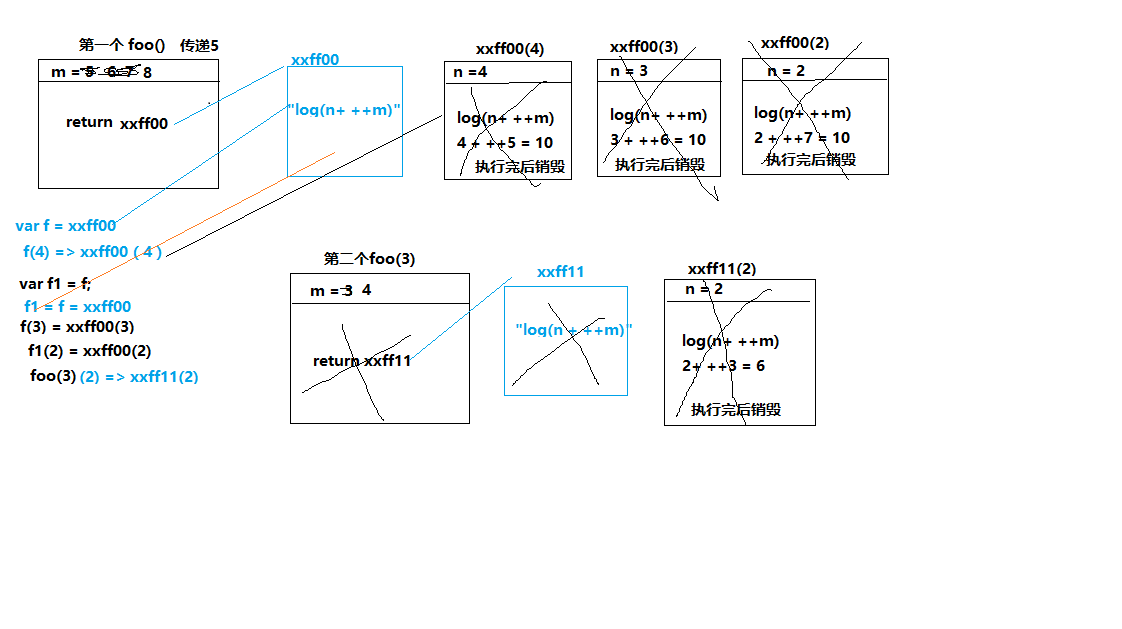 第一个 foo() 传递5
m = 5 6 7 8
return xxff00
xxff00
"log(n+ ++m)"
xxff00(4)
n =4
log(n+ ++m)
4 + ++5 = 10
执行完后销毁
xxff00(3)
n = 3
log(n+ ++m)
3 + ++6 = 10
执行完后销毁
xxff00(2)
n = 2
log(n+ ++m)
2 + ++7 = 10
执行完后销毁
var f = xxff00
f(4) => xxff00 ( 4 )
var f1 = f;
f1 = f = xxff00
f(3) = xxff00(3)
f1(2) = xxff00(2)
foo(3) (2) => xxff11(2)
第二个foo(3)
m = 3 4
return xxff11
xxff11
"log(n + ++m)"
xxff11(2)
n = 2
log(n+ ++m)
2+ ++3 = 6
执行完后销毁